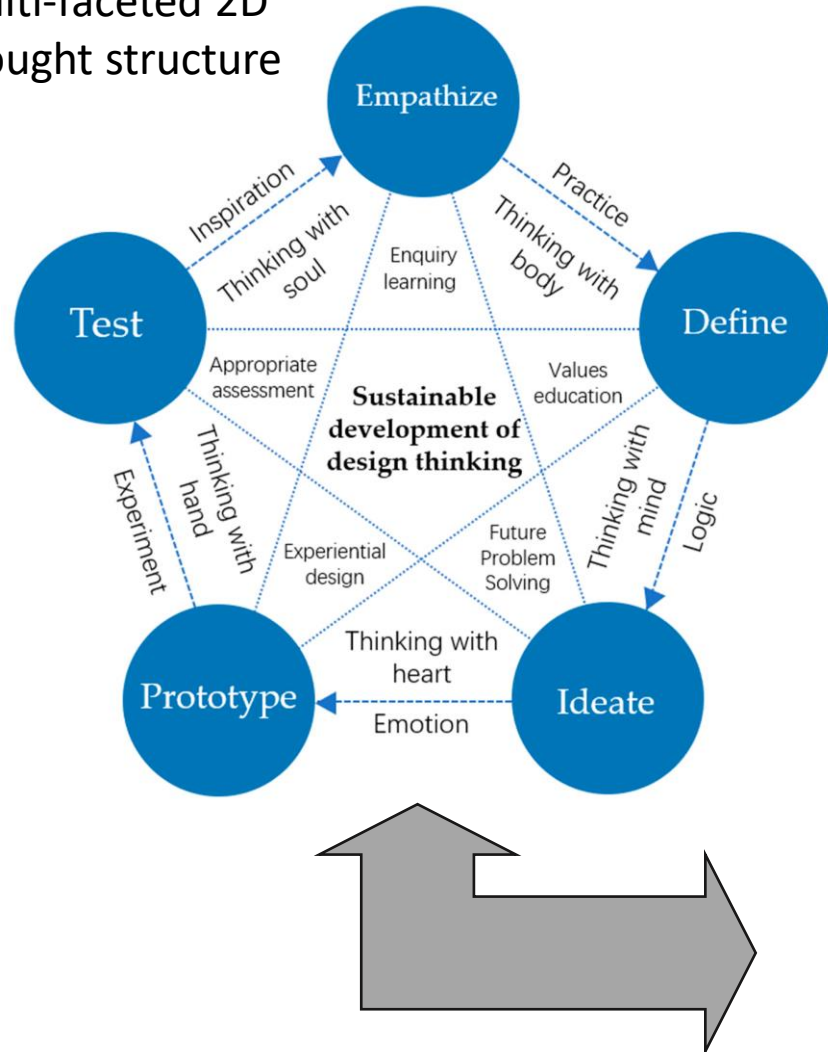 lti-faceted 2D
ought structure
Empathize
Inspiration
Thinking with
soul
Enquiry
learning
Practice
Thinking with
body
Test
Define
Appropriate
assessment
Values
education
Sustainable
development of
design thinking
Experiment
Thinking with
hand
Experiential
design
Future
Problem
Solving
Thinking with
mind
Logic
Prototype
Thinking with
heart
Emotion
Ideate